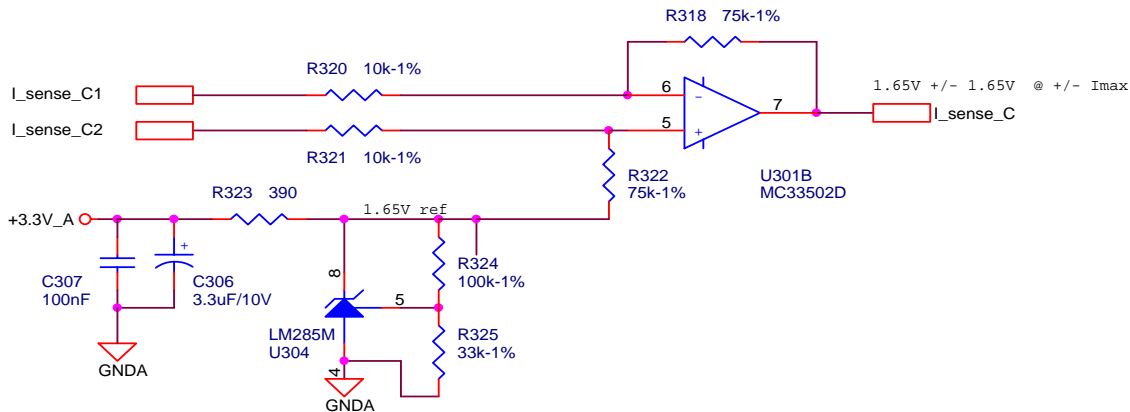 R318 75k-1%
R320 10k-1%
I_sense_C1
6
1.65V +/- 1.65V @ +/- Imax
7
I_sense_C2
5
I_sense_C
R321 10k-1%
R322
75k-1%
U301B
MC33502D
R323 390
1.65V ref
+3.3V_A
+
C307
100nF
C306
3.3uF/10V
8
R324
100k-1%
5
LM285M
U304
R325
33k-1%
GNDA
4
GNDA